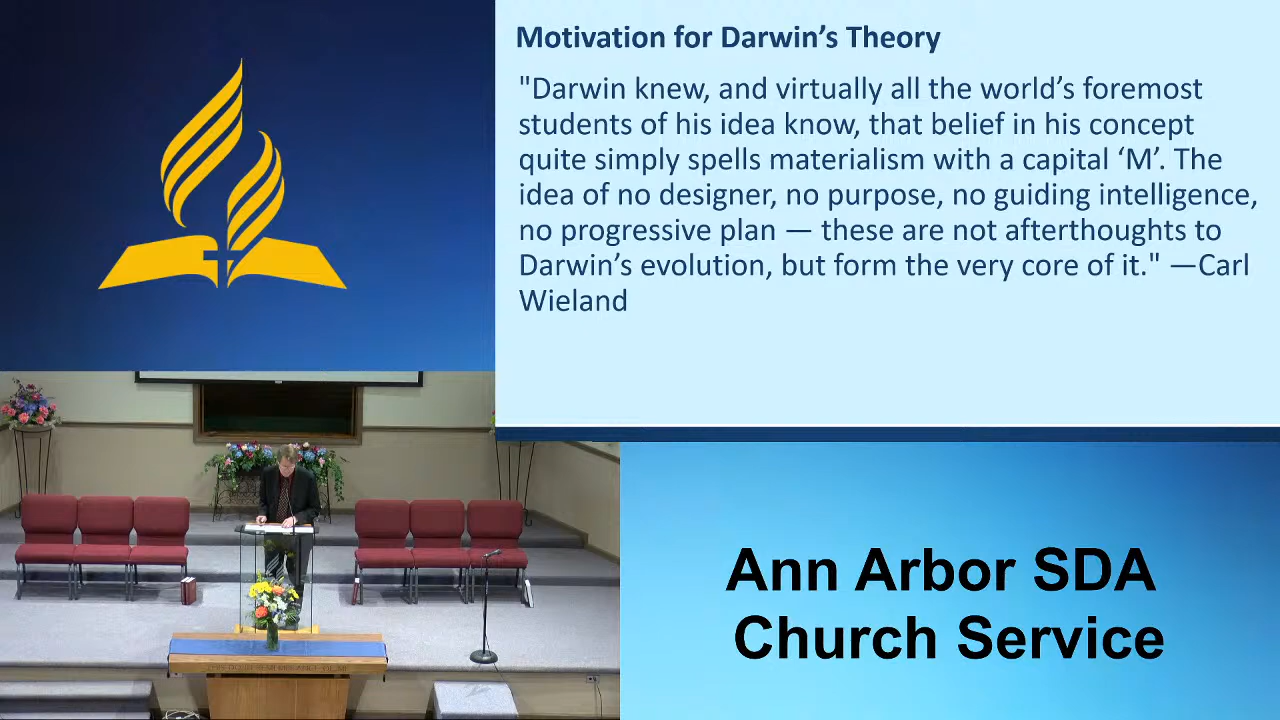 Motivation for Darwin’s Theory
"Darwin knew, and virtually all the world’s foremost
students of his idea know, that belief in his concept
quite simply spells materialism with a capital ‘M’. The
idea of no designer, no purpose, no guiding intelligence,
no progressive plan — these are not afterthoughts to
Darwin’s evolution, but form the very core of it." —Carl
Wieland
Ann Arbor SDA
Church Service